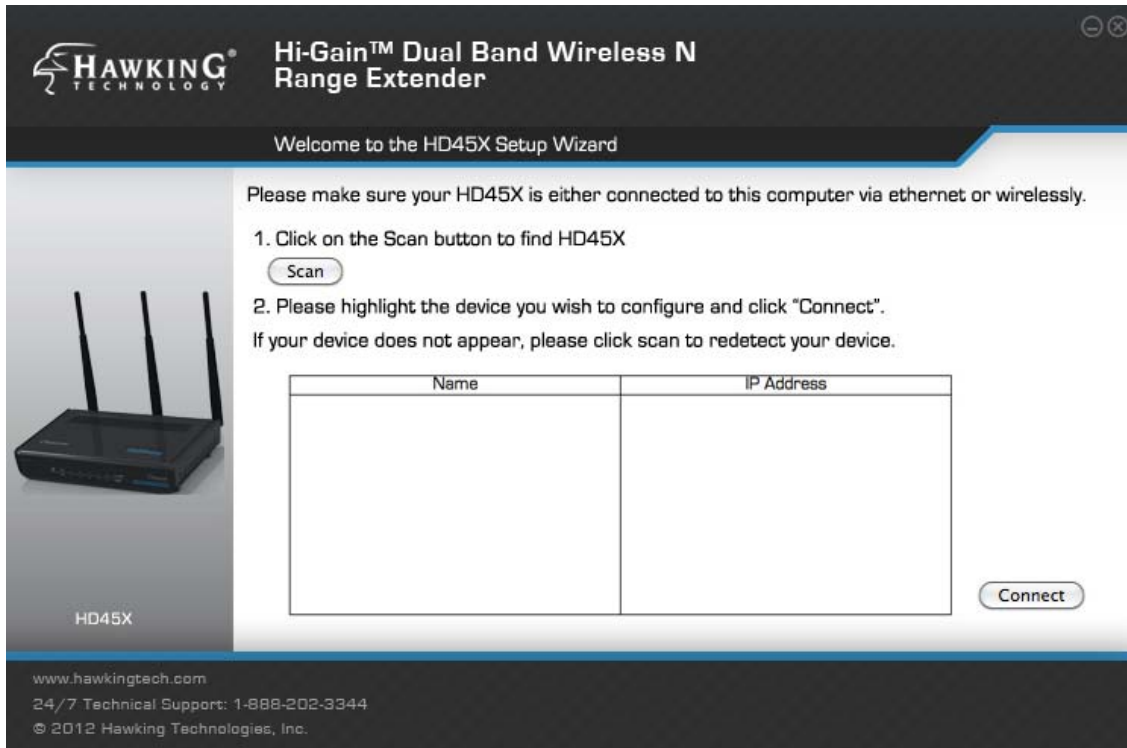 HAWKING®
TECHNOLOGY
Hi-Gain™ Dual Band Wireless N
Range Extender
Welcome to the HD45X Setup Wizard
Please make sure your HD45X is either connected to this computer via ethernet or wirelessly.
1. Click on the Scan button to find HD45X
Scan
2. Please highlight the device you wish to configure and click “Connect”.
If your device does not appear, please click scan to redetect your device.
Name IP Address
Connect
HD45X
www.hawkingtech.com
24/7 Technical Support: 1-888-202-3344
© 2012 Hawking Technologies, Inc.